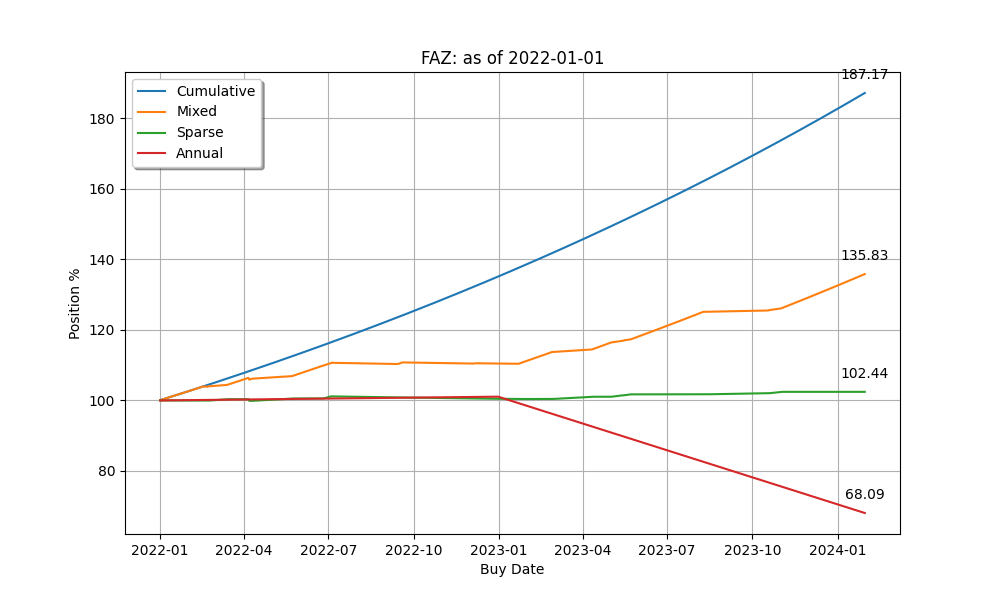 FAZ: as of 2022-01-01
Cumulative
Mixed
Sparse
Annual
187.17
135.83
102.44
68.09
180
160
140
120
100
80
Position %
2022-01 2022-04 2022-07 2022-10 2023-01 2023-04 2023-07 2023-10 2024-01
Buy Date